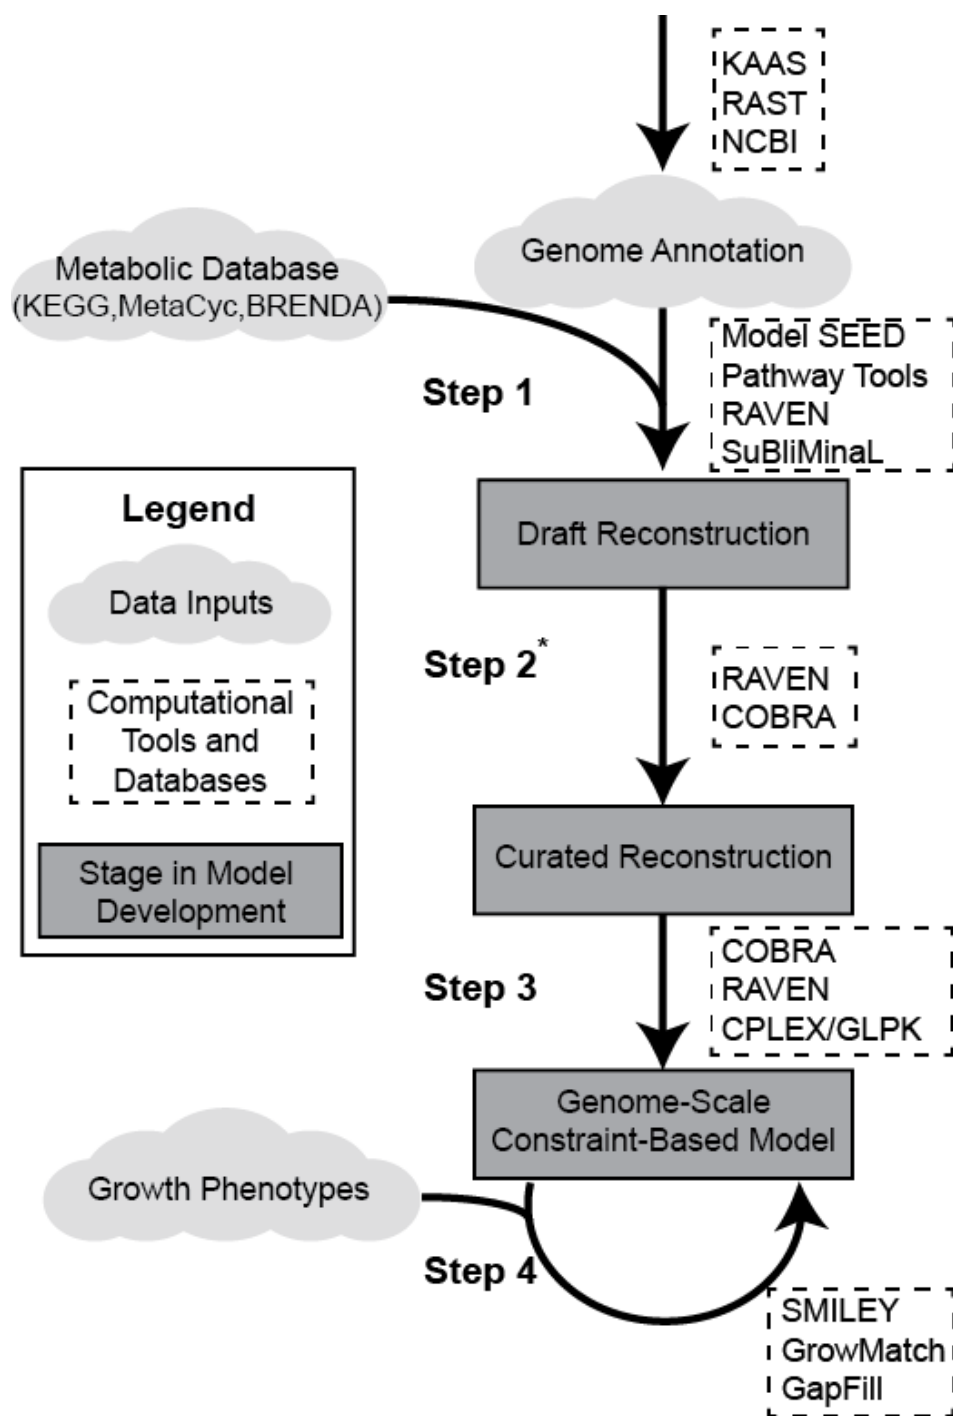 KAAS
RAST
NCBI
Genome Annotation
Metabolic Database
(KEGG,MetaCyc,BRENDA)
Step 1
Model SEED
Pathway Tools
RAVEN
SuBliMinaL
Draft Reconstruction
Legend
Data Inputs
Computational
Tools and
Databases
Stage in Model
Development
Step 2*
RAVEN
COBRA
Curated Reconstruction
Step 3
COBRA
RAVEN
CPLEX/GLPK
Genome-Scale
Constraint-Based Model
Growth Phenotypes
Step 4
SMILEY
GrowMatch
GapFill